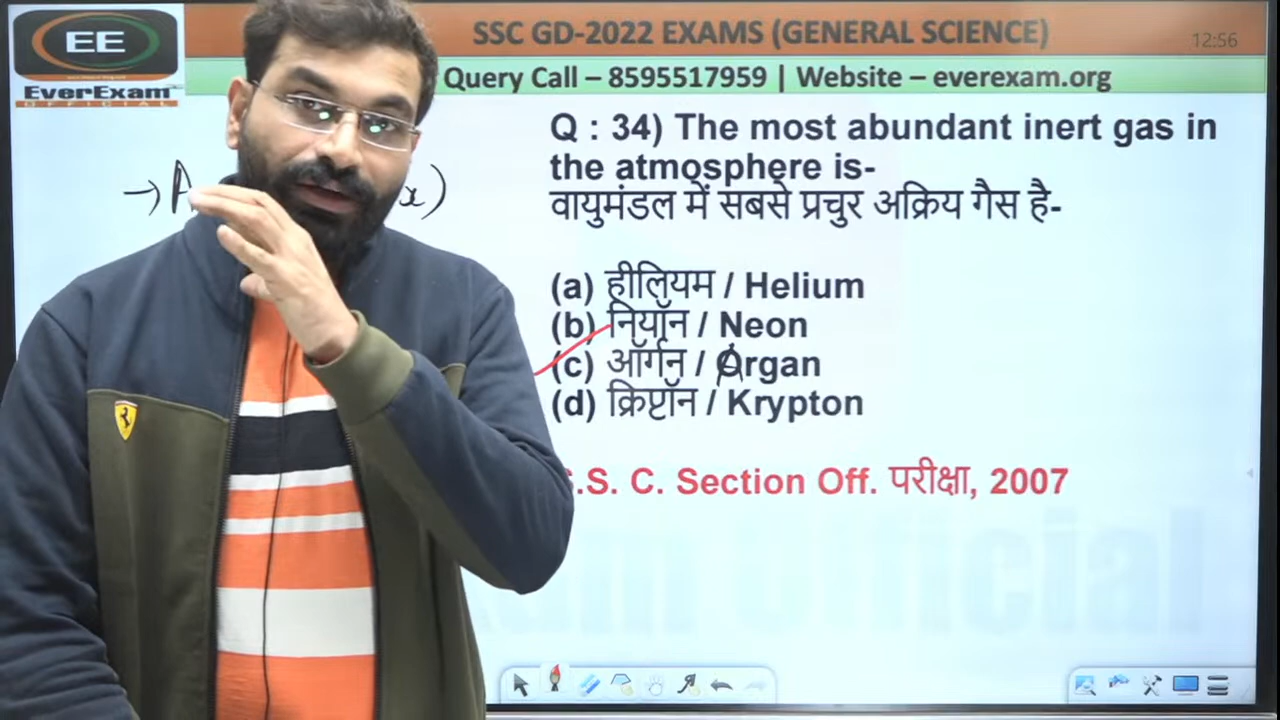 EE
EverExam
OFFICIAL
SSC GD-2022 EXAMS (GENERAL SCIENCE)
12:56
Query Call – 8595517959 | Website – everexam.org
Q : 34) The most abundant inert gas in
the atmosphere is-
वायुमंडल में सबसे प्रचुर अक्रिय गैस है-
(a) हीलियम / Helium
(b) नियॉन / Neon
(c) ऑर्गन / Argan
(d) क्रिप्टॉन / Krypton
.S. C. Section Off. परीक्षा, 2007
Official